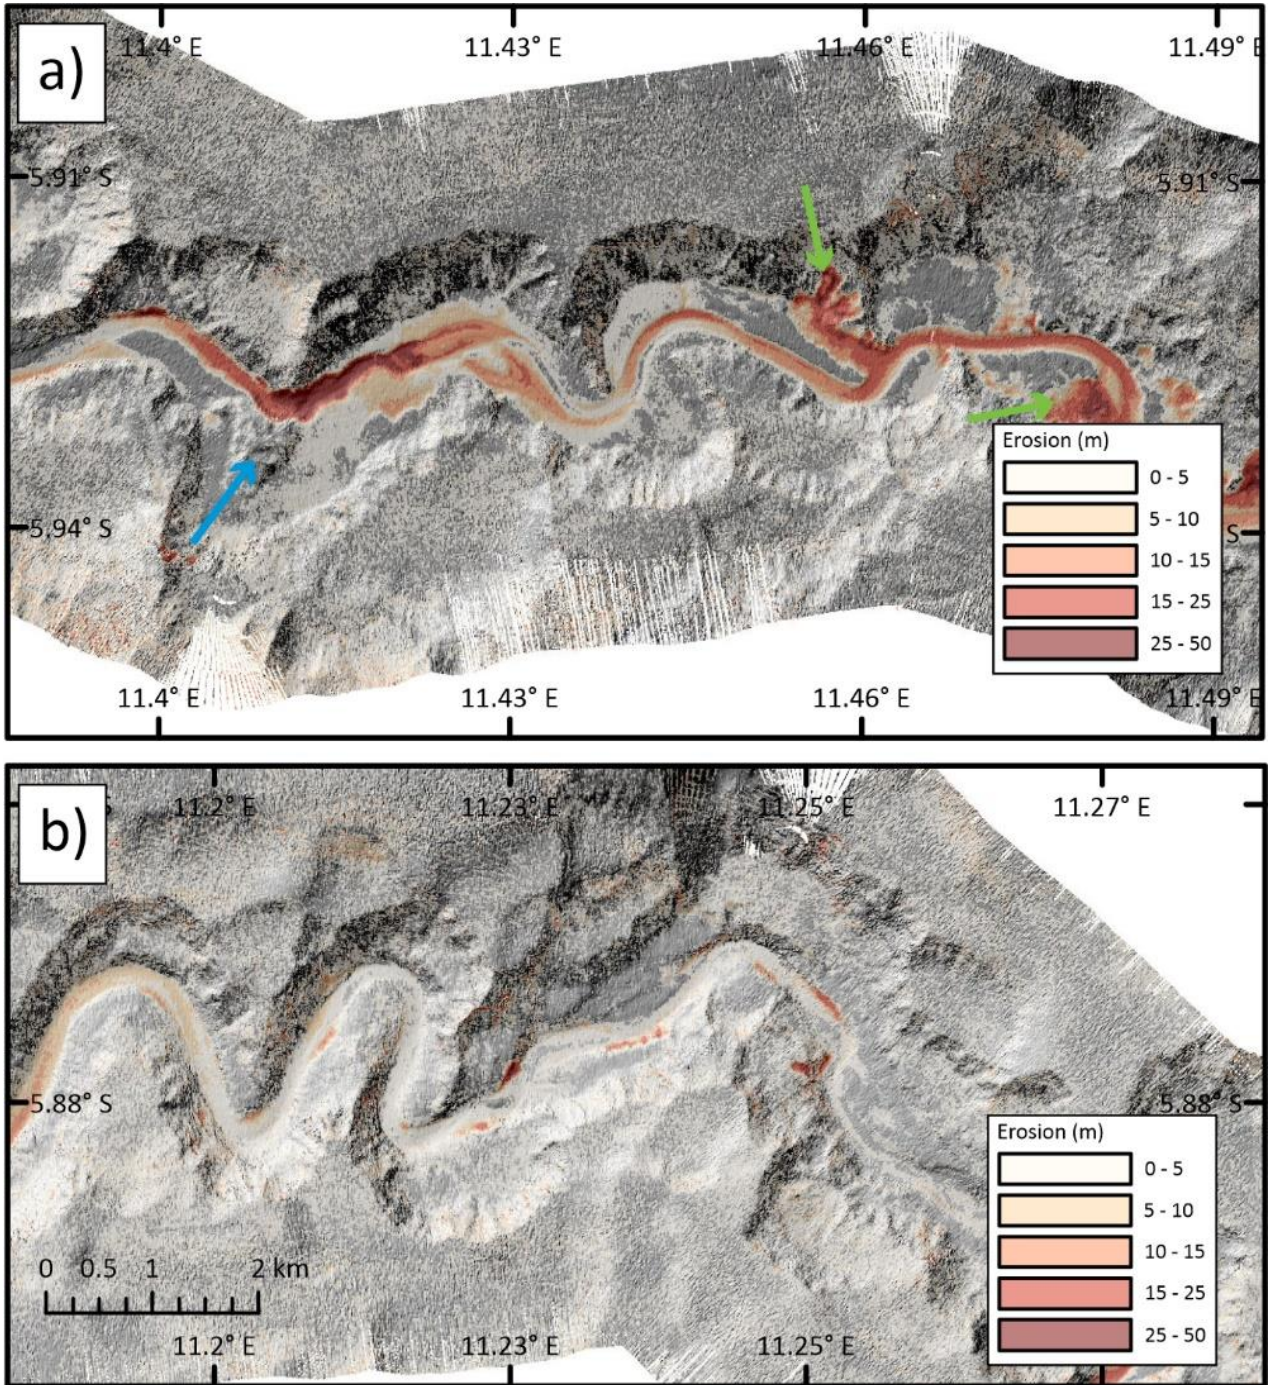 a)
11.4° E 11.43° E 11.46° E 11.49° E
5.91° S 5.91° S
5.94° S S
Erosion (m)
0 - 5
5 - 10
10 - 15
15 - 25
25 - 50
11.4° E 11.43° E 11.46° E 11.49° E
b)
11.2° E 11.23° E 11.25° E 11.27° E
5.88° S 5.88° S
Erosion (m)
0 - 5
5 - 10
10 - 15
15 - 25
25 - 50
0 0.5 1 2 km
11.2° E 11.23° E 11.25° E